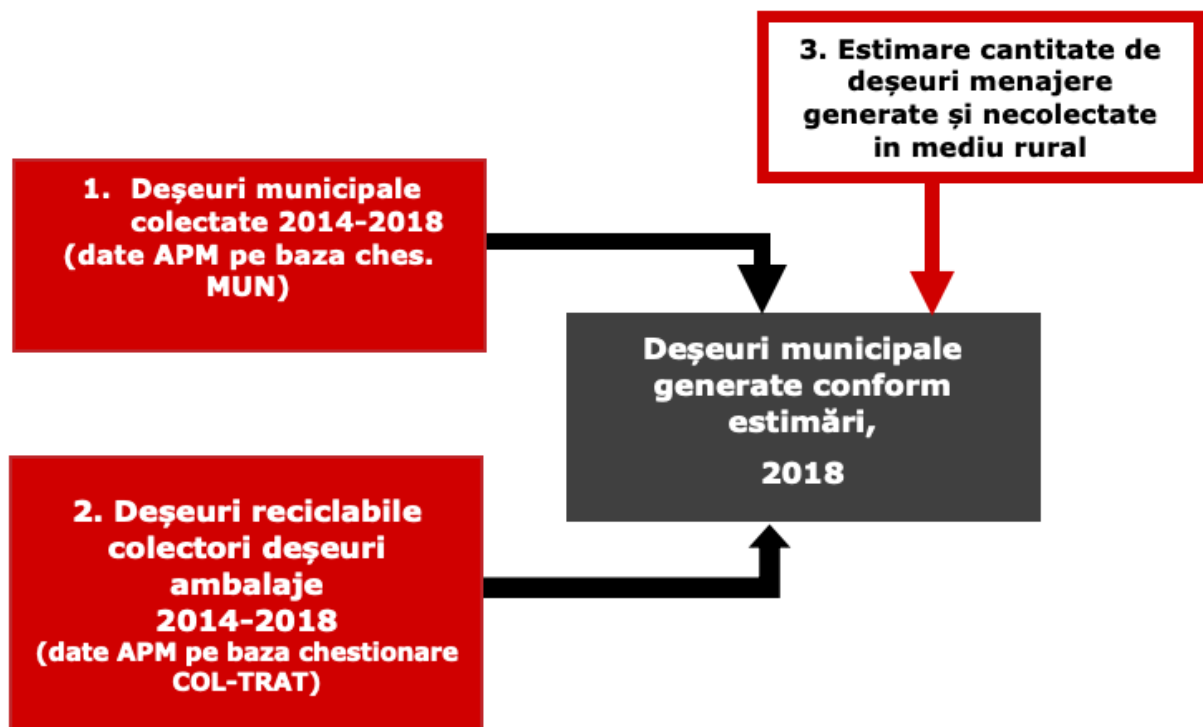 3. Estimare cantitate de
deșeuri menajere
generate și necolectate
in mediu rural
1. Deșeuri municipale
colectate 2014-2018
(date APM pe baza ches.
MUN)
Deșeuri municipale
generate conform
estimări,
2018
2. Deșeuri reciclabile
colectori deșeuri
ambalaje
2014-2018
(date APM pe baza chestionare
COL-TRAT)